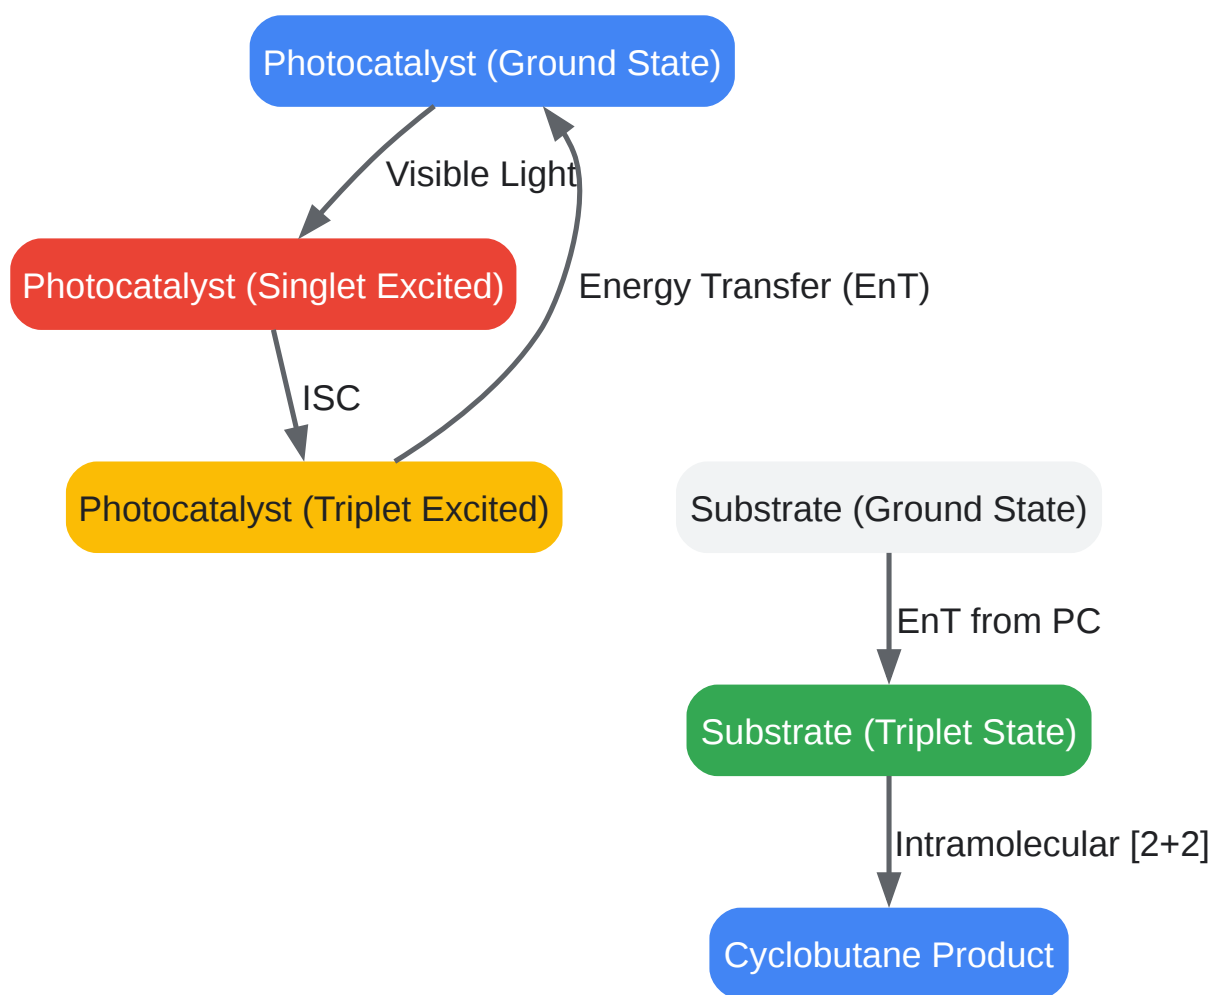 Photocatalyst (Ground State)
Visible Light
Photocatalyst (Singlet Excited)
Energy Transfer (EnT)
ISC
Photocatalyst (Triplet Excited)
Substrate (Ground State)
EnT from PC
Substrate (Triplet State)
Intramolecular [2+2]
Cyclobutane Product